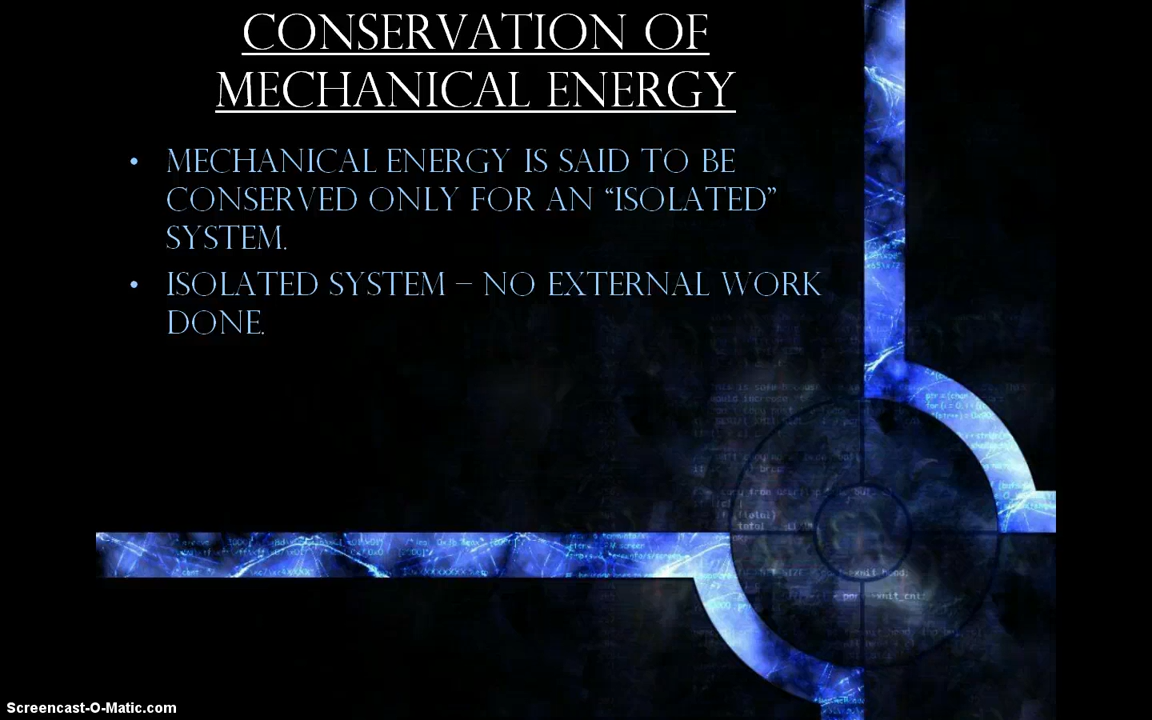 CONSERVATION OF
MECHANICAL ENERGY
• MECHANICAL ENERGY IS SAID TO BE
CONSERVED ONLY FOR AN “ISOLATED”
SYSTEM.
• ISOLATED SYSTEM – NO EXTERNAL WORK
DONE.
Screencast-O-Matic.com